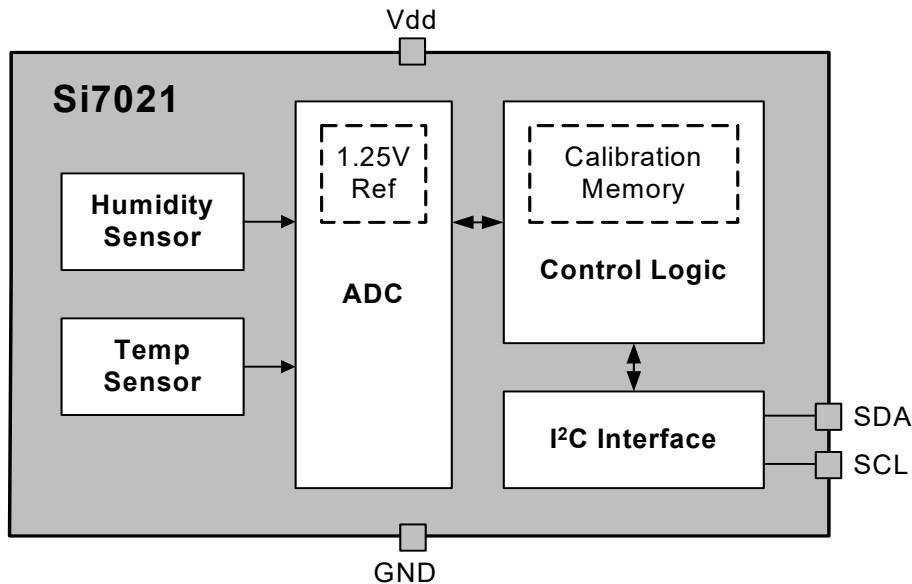 Vdd
Si7021
1.25V
Ref
Calibration
Memory
Humidity
Sensor
ADC
Control Logic
Temp
Sensor
I²C Interface
SDA
SCL
GND